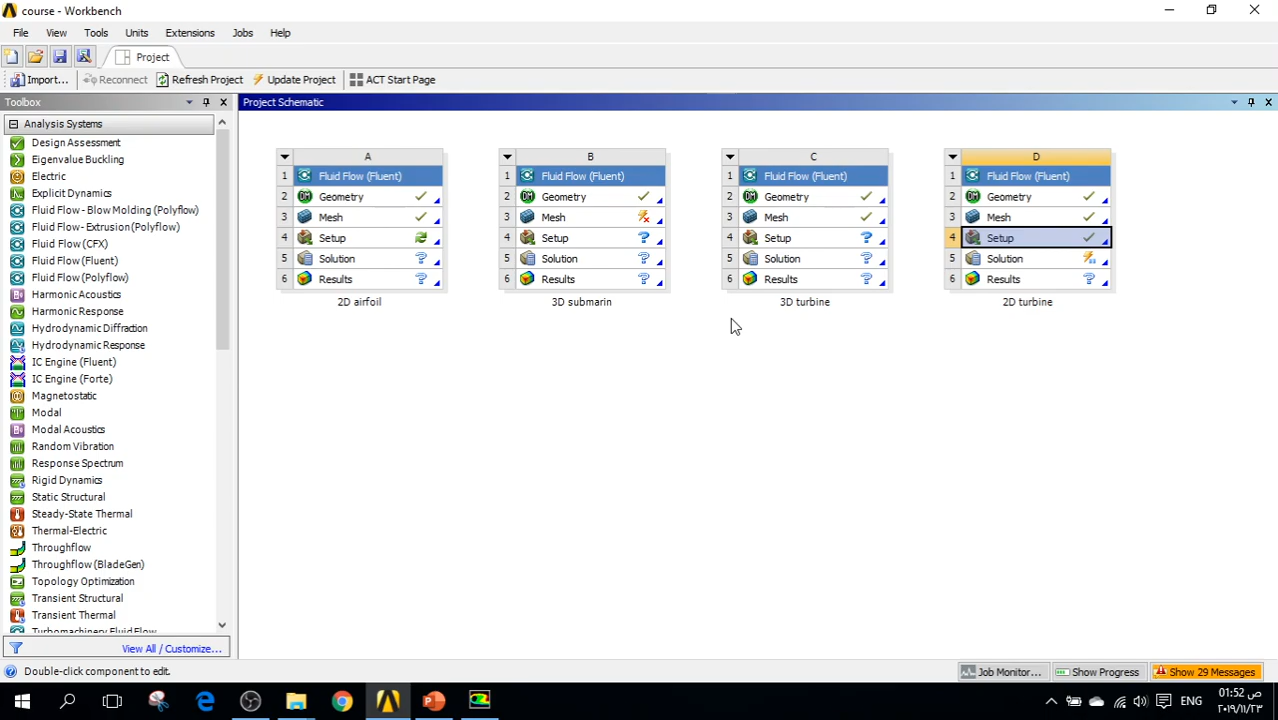 course - Workbench
File View Tools Units Extensions Jobs Help
Project
Import... Reconnect Refresh Project Update Project ACT Start Page
Toolbox
Project Schematic
Analysis Systems
Design Assessment
Eigenvalue Buckling
Electric
Explicit Dynamics
Fluid Flow - Blow Molding (Polyflow)
Fluid Flow- Extrusion(Polyflow)
Fluid Flow (CFX)
Fluid Flow (Fluent)
Fluid Flow (Polyflow)
Harmonic Acoustics
Harmonic Response
Hydrodynamic Diffraction
Hydrodynamic Response
IC Engine (Fluent)
IC Engine (Forte)
Magnetostatic
Modal
Modal Acoustics
Random Vibration
Response Spectrum
Rigid Dynamics
Static Structural
Steady-State Thermal
Thermal-Electric
Throughflow
Throughflow (BladeGen)
Topology Optimization
Transient Structural
Transient Thermal
Turbomachinery Fluid Flow
View All / Customize...
A
1 Fluid Flow (Fluent)
2 Geometry
3 Mesh
4 Setup
5 Solution
6 Results
2D airfoil
B
1 Fluid Flow (Fluent)
2 Geometry
3 Mesh
4 Setup
5 Solution
6 Results
3D submarin
C
1 Fluid Flow (Fluent)
2 Geometry
3 Mesh
4 Setup
5 Solution
6 Results
3D turbine
D
1 Fluid Flow (Fluent)
2 Geometry
3 Mesh
4 Setup
5 Solution
6 Results
2D turbine
Double-click component to edit.
Job Monitor... Show Progress Show 29 Messages
ENG
01:52 ص
٢٠١٩/١١/٢٣